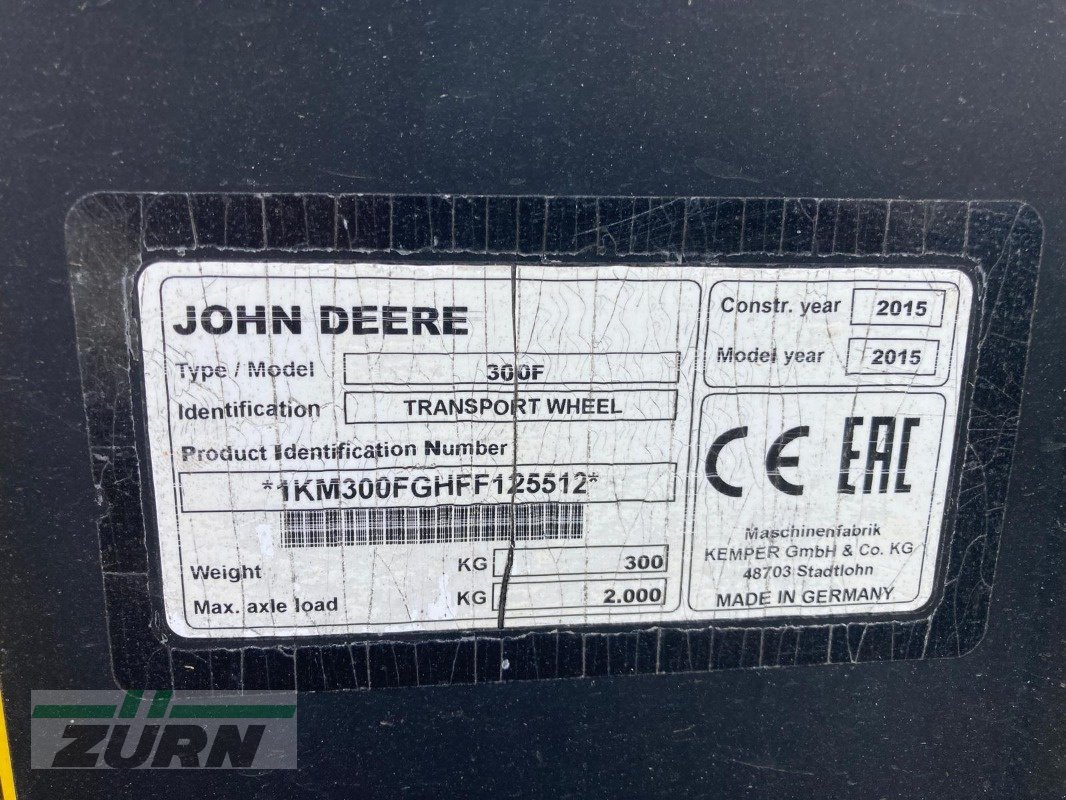 JOHN DEERE
Type / Model 300F
Identification TRANSPORT WHEEL
Product Identification Number
*1KM300FGHFF125512*
Weight KG 300
Max. axle load KG 2.000
Constr. year 2015
Model year 2015
CE EAC
Maschinenfabrik
KEMPER GmbH & Co. KG
48703 Stadtlohn
MADE IN GERMANY
ZÜRN